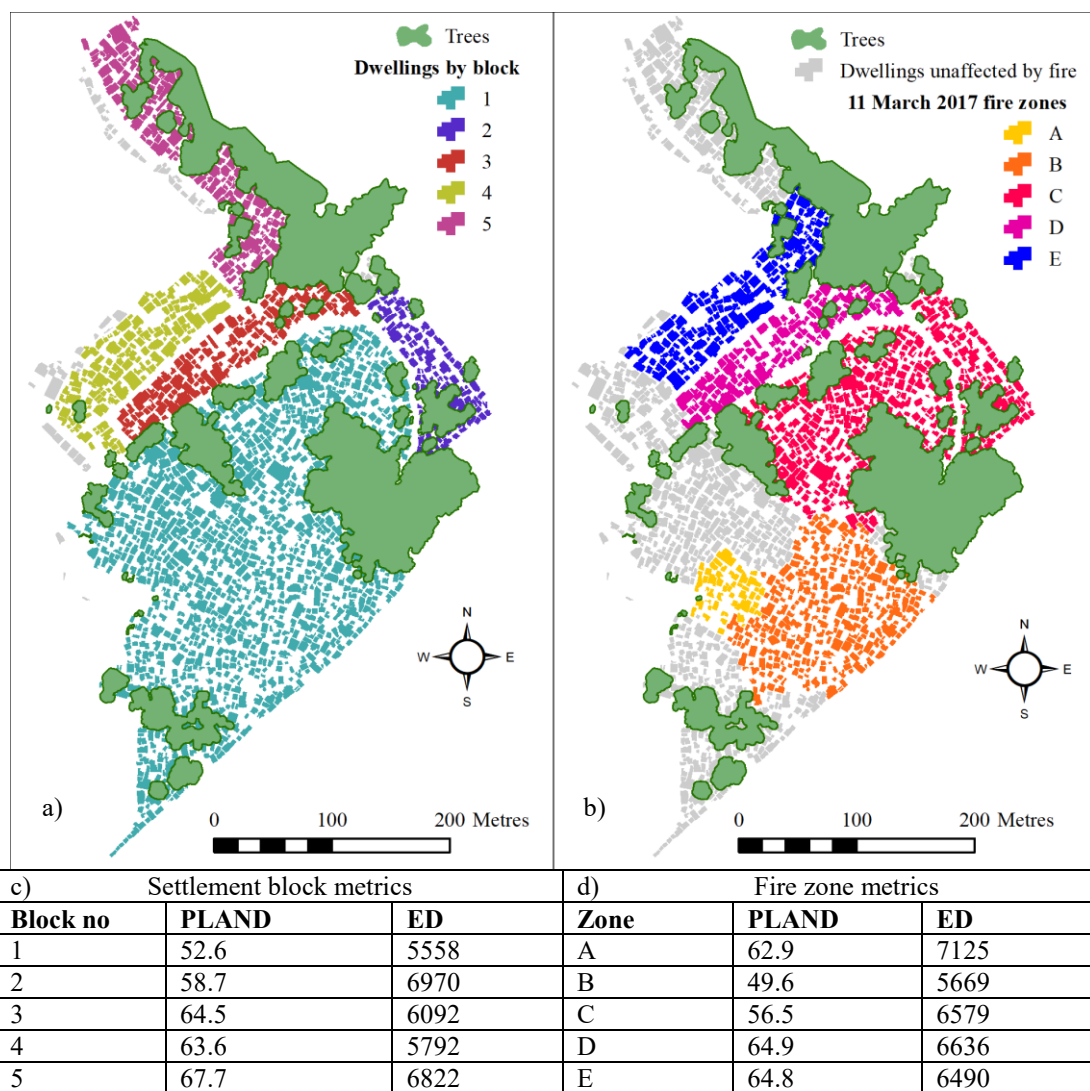 Trees
Dwellings by block
1
2
3
4
5
N
W E
S
a)
0 100 200 Metres
Trees
Dwellings unaffected by fire
11 March 2017 fire zones
A
B
C
D
E
N
W E
S
b)
0 100 200 Metres
c) Settlement block metrics d) Fire zone metrics
Block no PLAND ED Zone PLAND ED
1 52.6 5558 A 62.9 7125
2 58.7 6970 B 49.6 5669
3 64.5 6092 C 56.5 6579
4 63.6 5792 D 64.9 6636
5 67.7 6822 E 64.8 6490